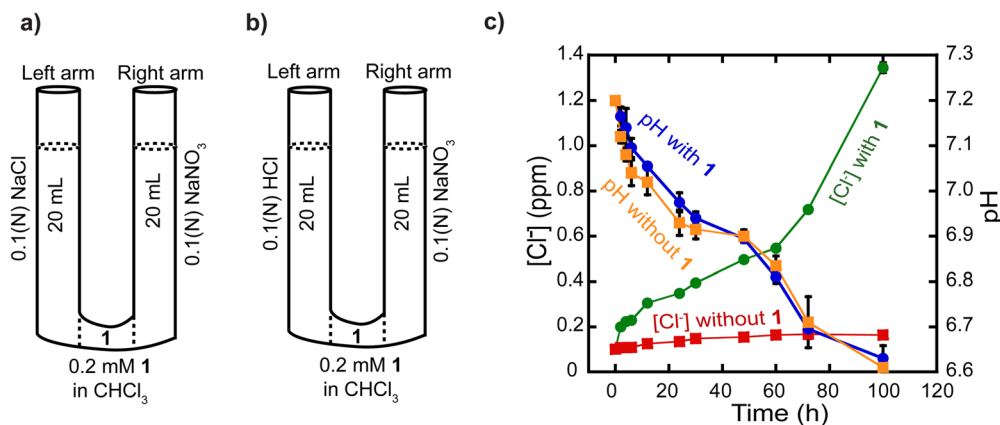 a)
Left arm
Right arm
0.1(N) NaCl
20 mL
20 mL
0.1(N) NaNO3
1
0.2 mM 1
in CHCl3
b)
Left arm
Right arm
0.1(N) HCl
20 mL
20 mL
0.1(N) NaNO3
1
0.2 mM 1
in CHCl3
c)
[Cl-] (ppm)
1.4
1.2
1.0
0.8
0.6
0.4
0.2
0
pH with 1
pH without 1
[Cl-] with 1
[Cl-] without 1
7.3
7.2
7.1
7.0
6.9
6.8
6.7
6.6
pH
0 20 40 60 80 100 120
Time (h)